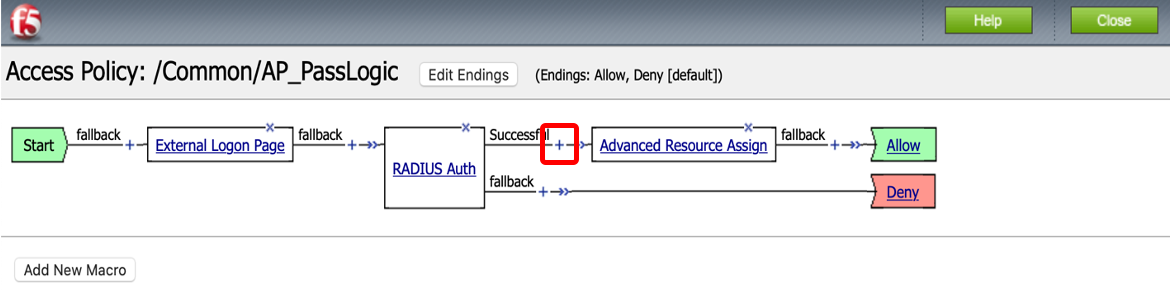 f5
Help
Close
Access Policy: /Common/AP_PassLogic Edit Endings (Endings: Allow, Deny [default])
Start fallback + External Logon Page × fallback + RADIUS Auth × Successful + Advanced Resource Assign × fallback + Allow
fallback + Deny
Add New Macro